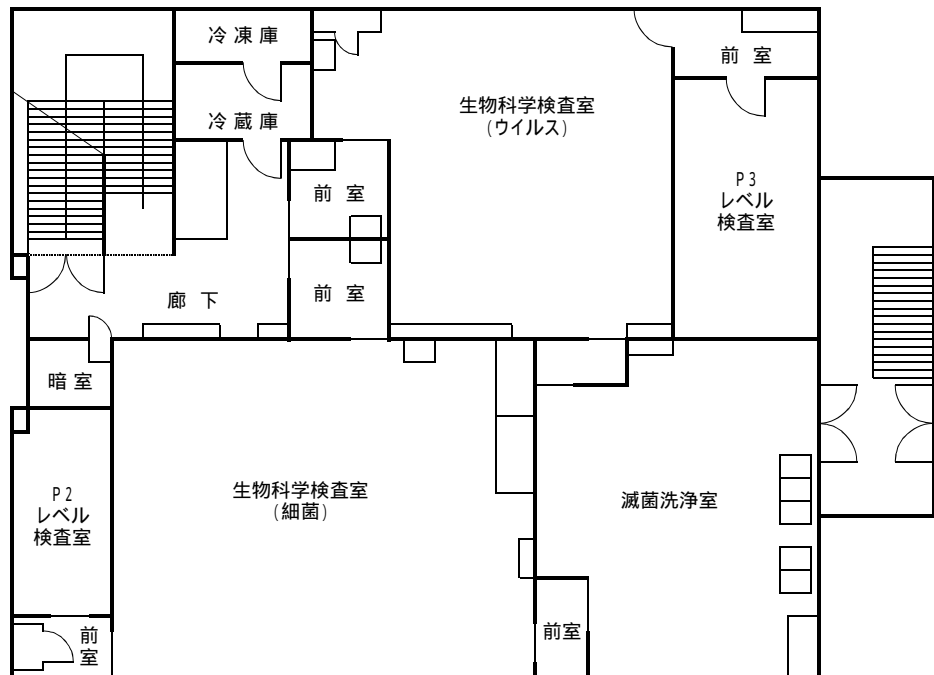 冷凍庫
冷蔵庫
生物科学検査室
(ウイルス)
前室
P3
レベル
検査室
前室
前室
廊下
暗室
P2
レベル
検査室
生物科学検査室
(細菌)
滅菌洗浄室
前室
前
室